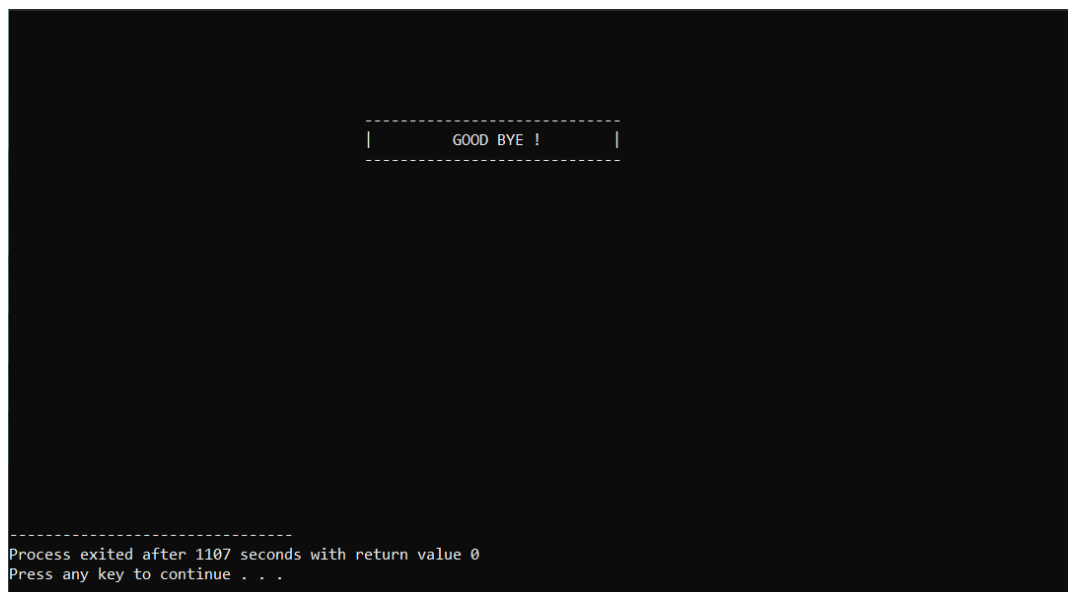 -----------------------------
| GOOD BYE ! |
-----------------------------
--------------------------------
Process exited after 1107 seconds with return value 0
Press any key to continue . . .